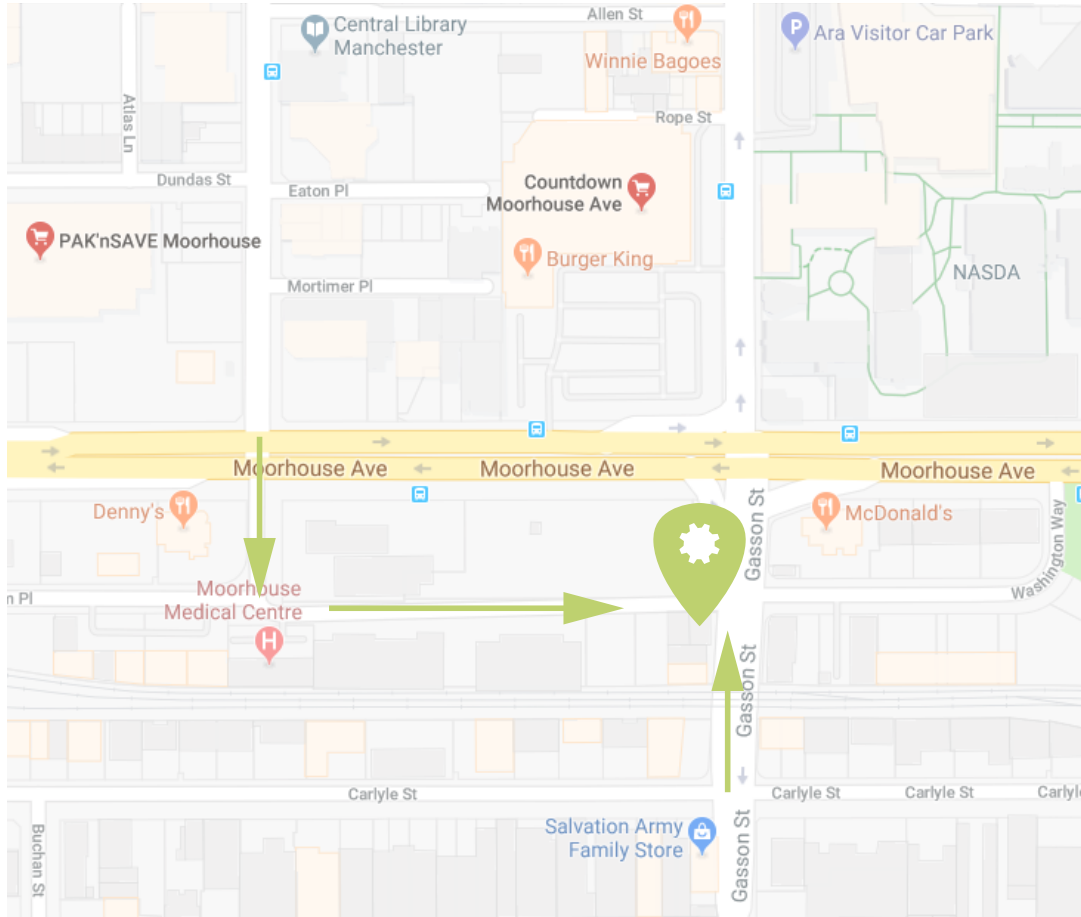 Allen St
Central Library
Manchester
Ara Visitor Car Park
Winnie Bagoes
Atlas Ln
Rope St
Dundas St
Eaton Pl
Countdown
Moorhouse Ave
PAK'nSAVE Moorhouse
Burger King
NASDA
Mortimer Pl
Moorhouse Ave
Moorhouse Ave
Moorhouse Ave
Denny's
McDonald's
Gasson St
Washington Way
n Pl
Moorhouse
Medical Centre
H
Gasson St
Carlyle St
Carlyle St
Carlyle St
Carly
Buchan St
Salvation Army
Family Store
Gasson St
P